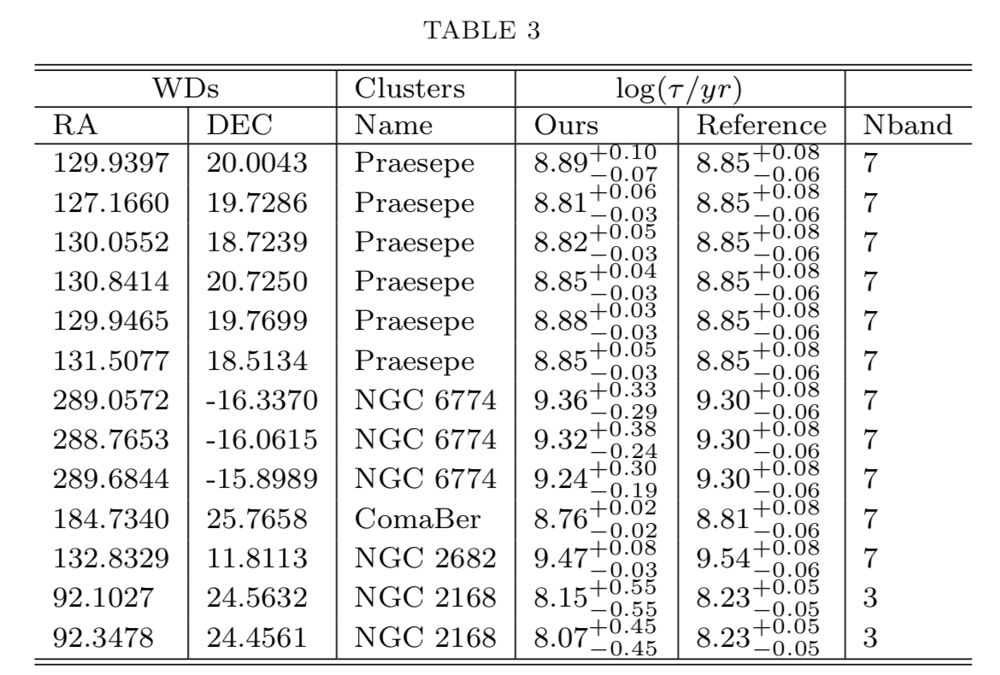 TABLE 3
WDs Clusters log(τ/yr)
RA DEC Name Ours Reference Nband
129.9397 20.0043 Praesepe 8.89^{+0.10}_{−0.07} 8.85^{+0.08}_{−0.06} 7
127.1660 19.7286 Praesepe 8.81^{+0.06}_{−0.03} 8.85^{+0.08}_{−0.06} 7
130.0552 18.7239 Praesepe 8.82^{+0.05}_{−0.03} 8.85^{+0.08}_{−0.06} 7
130.8414 20.7250 Praesepe 8.85^{+0.04}_{−0.03} 8.85^{+0.08}_{−0.06} 7
129.9465 19.7699 Praesepe 8.88^{+0.03}_{−0.03} 8.85^{+0.08}_{−0.06} 7
131.5077 18.5134 Praesepe 8.85^{+0.05}_{−0.03} 8.85^{+0.08}_{−0.06} 7
289.0572 -16.3370 NGC 6774 9.36^{+0.33}_{−0.29} 9.30^{+0.08}_{−0.06} 7
288.7653 -16.0615 NGC 6774 9.32^{+0.38}_{−0.24} 9.30^{+0.08}_{−0.06} 7
289.6844 -15.8989 NGC 6774 9.24^{+0.30}_{−0.19} 9.30^{+0.08}_{−0.06} 7
184.7340 25.7658 ComaBer 8.76^{+0.02}_{−0.02} 8.81^{+0.08}_{−0.06} 7
132.8329 11.8113 NGC 2682 9.47^{+0.08}_{−0.03} 9.54^{+0.08}_{−0.06} 7
92.1027 24.5632 NGC 2168 8.15^{+0.55}_{−0.55} 8.23^{+0.05}_{−0.05} 3
92.3478 24.4561 NGC 2168 8.07^{+0.45}_{−0.45} 8.23^{+0.05}_{−0.05} 3